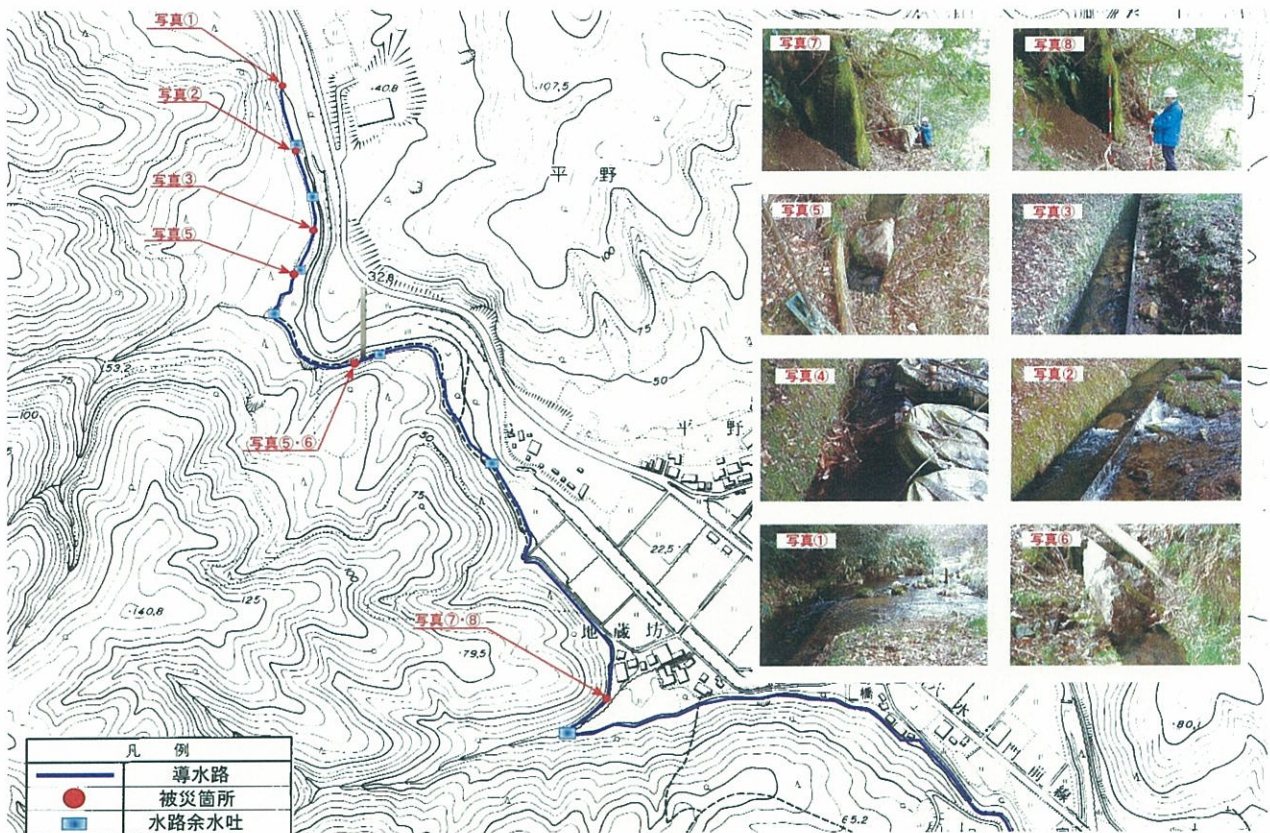 写真①
写真②
写真③
写真⑤
写真⑤・⑥
写真⑦・⑧
40.8
107.5
平野
100
75
50
32.8
53.2
75
100
50
75
平野
22.5
140.8
125
79.5
地蔵坊
橋
80.1
65.2
写真⑦
写真⑧
写真⑤
写真③
写真④
写真②
写真①
写真⑥
凡例
導水路
被災箇所
水路余水吐